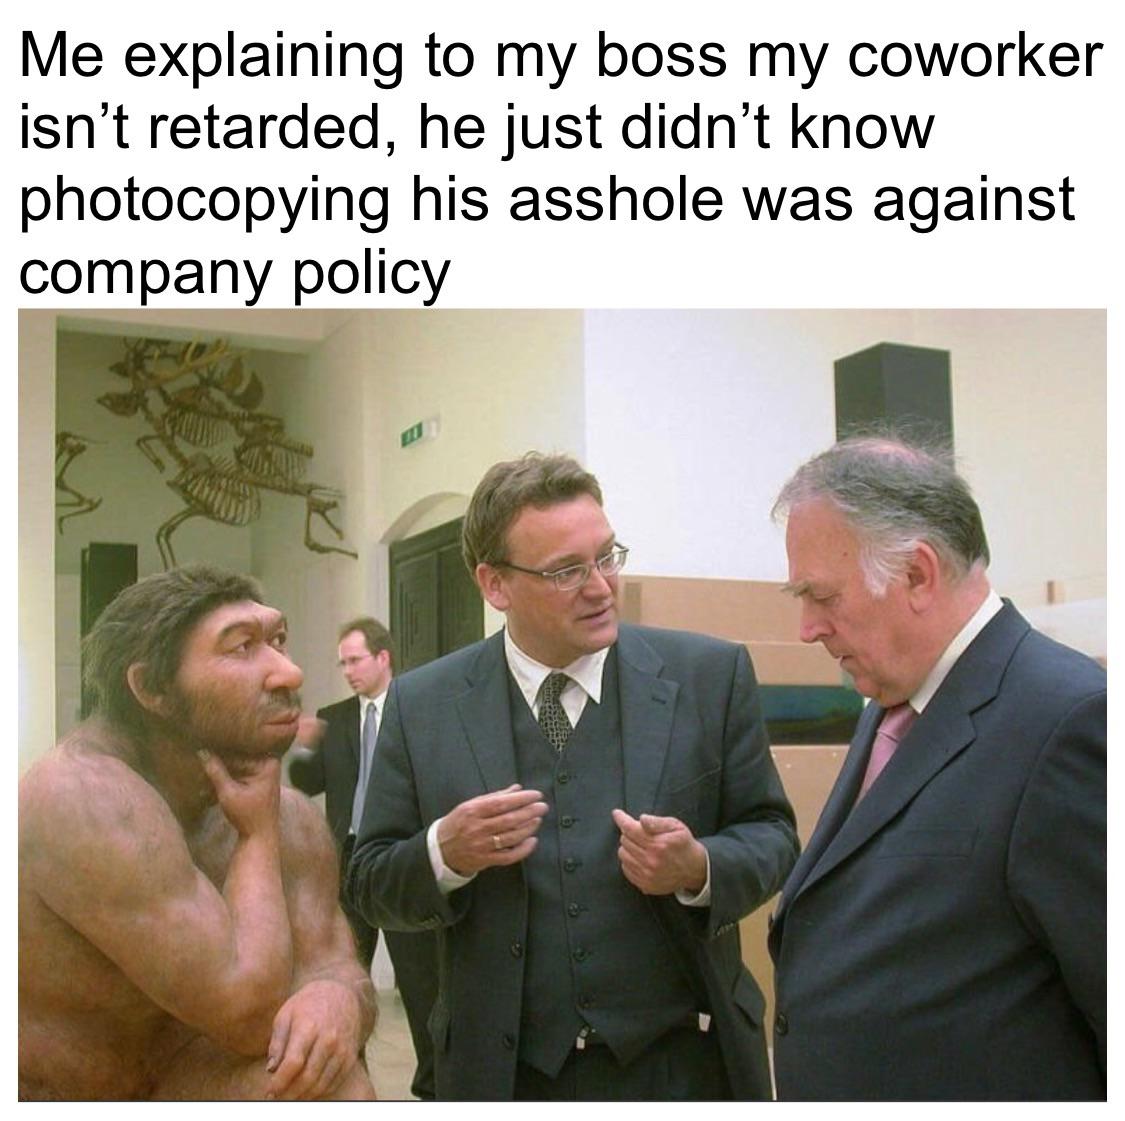 Me explaining to my boss my coworker
isn’t retarded, he just didn’t know
photocopying his asshole was against
company policy